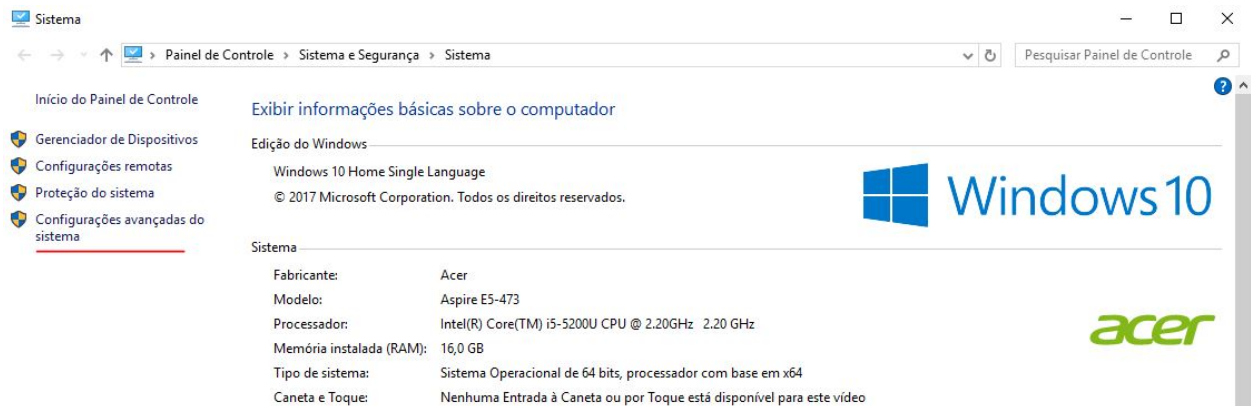 Sistema
Painel de Controle > Sistema e Segurança > Sistema
Pesquisar Painel de Controle
Início do Painel de Controle
Gerenciador de Dispositivos
Configurações remotas
Proteção do sistema
Configurações avançadas do
sistema
Exibir informações básicas sobre o computador
Edição do Windows
Windows 10 Home Single Language
© 2017 Microsoft Corporation. Todos os direitos reservados.
Windows 10
Sistema
Fabricante: Acer
Modelo: Aspire E5-473
Processador: Intel(R) Core(TM) i5-5200U CPU @ 2.20GHz 2.20 GHz
Memória instalada (RAM): 16,0 GB
Tipo de sistema: Sistema Operacional de 64 bits, processador com base em x64
Caneta e Toque: Nenhuma Entrada à Caneta ou por Toque está disponível para este vídeo
acer